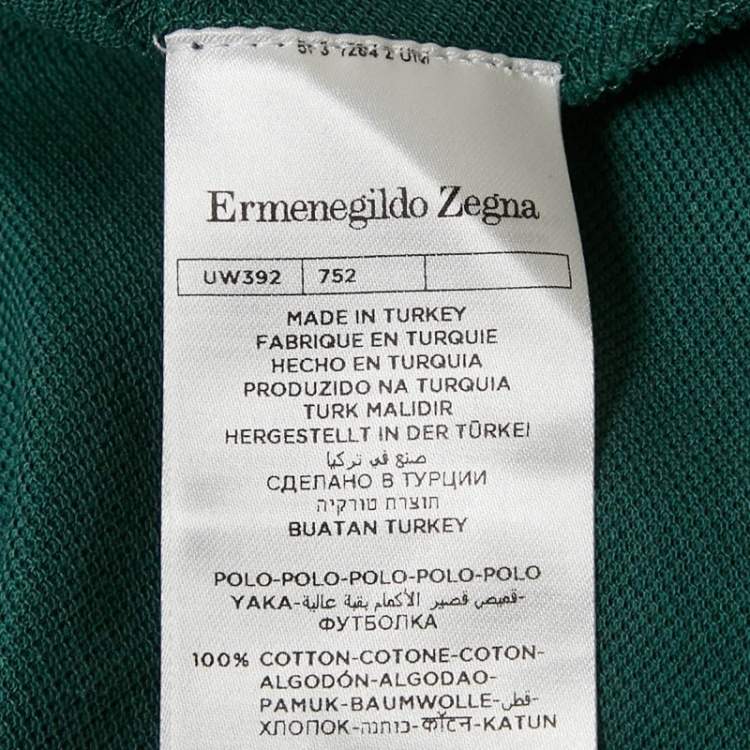 Ermenegildo Zegna
UW392 752
MADE IN TURKEY
FABRIQUE EN TURQUIE
HECHO EN TURQUIA
PRODUZIDO NA TURQUIA
TURK MALIDIR
HERGESTELLT IN DER TÜRKEI
صنع في تركيا
СДЕЛАНО В ТУРЦИИ
תוצרת טורקיה
BUATAN TURKEY
POLO-POLO-POLO-POLO-POLO
YAKA-قميص قصير الأكمام بقبة عالية-
ФУТБОЛКА
100% COTTON-COTONE-COTON-
ALGODÓN-ALGODAO-
PAMUK-BAUMWOLLE-قطن-
ХЛОПОК-כותנה-कॉटन-KATUN